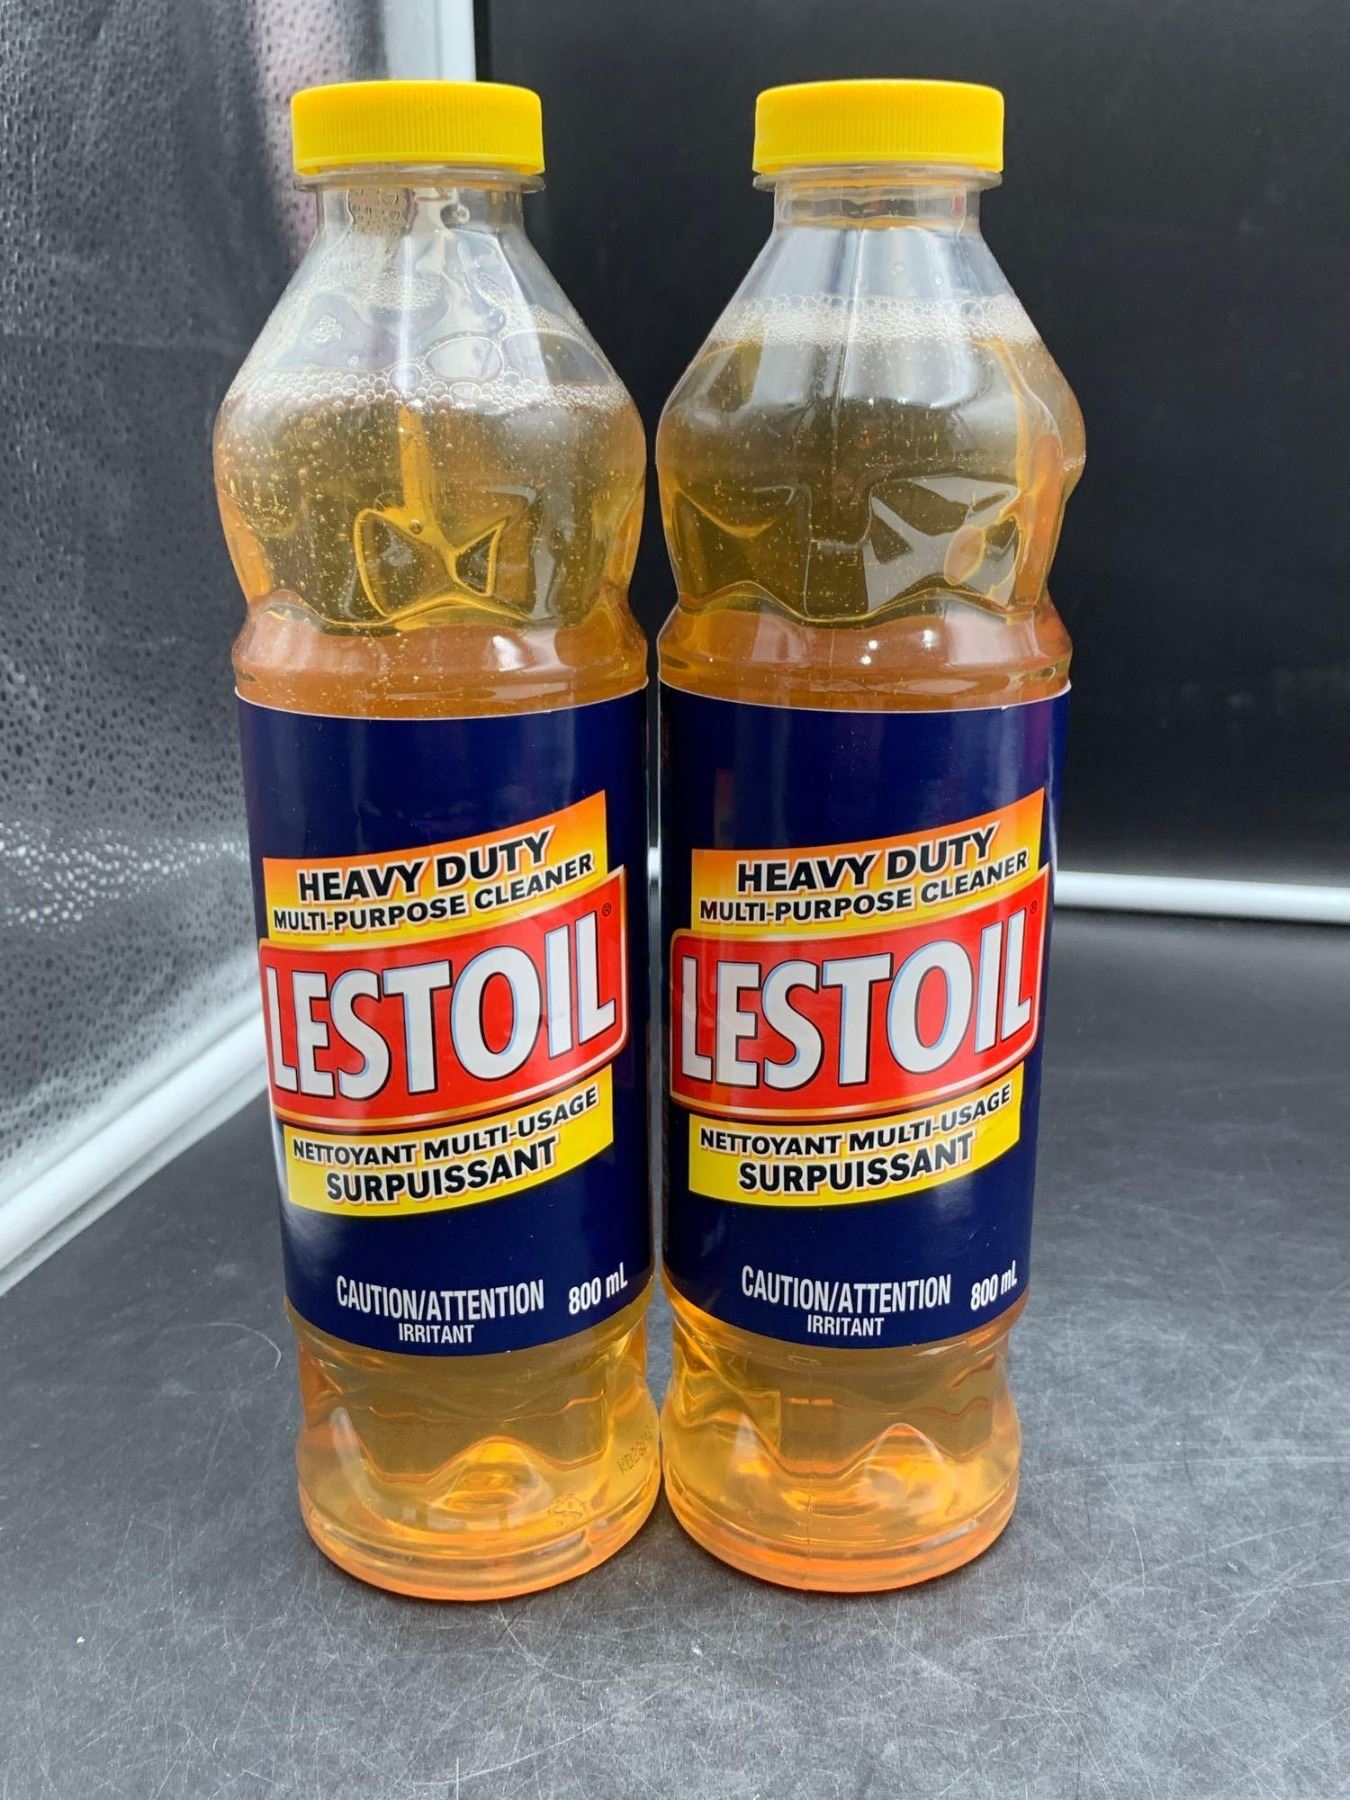 HEAVY DUTY
MULTI-PURPOSE CLEANER
LESTOIL®
NETTOYANT MULTI-USAGE
SURPUISSANT
CAUTION/ATTENTION 800 mL
IRRITANT
HEAVY DUTY
MULTI-PURPOSE CLEANER
LESTOIL®
NETTOYANT MULTI-USAGE
SURPUISSANT
CAUTION/ATTENTION 800 mL
IRRITANT